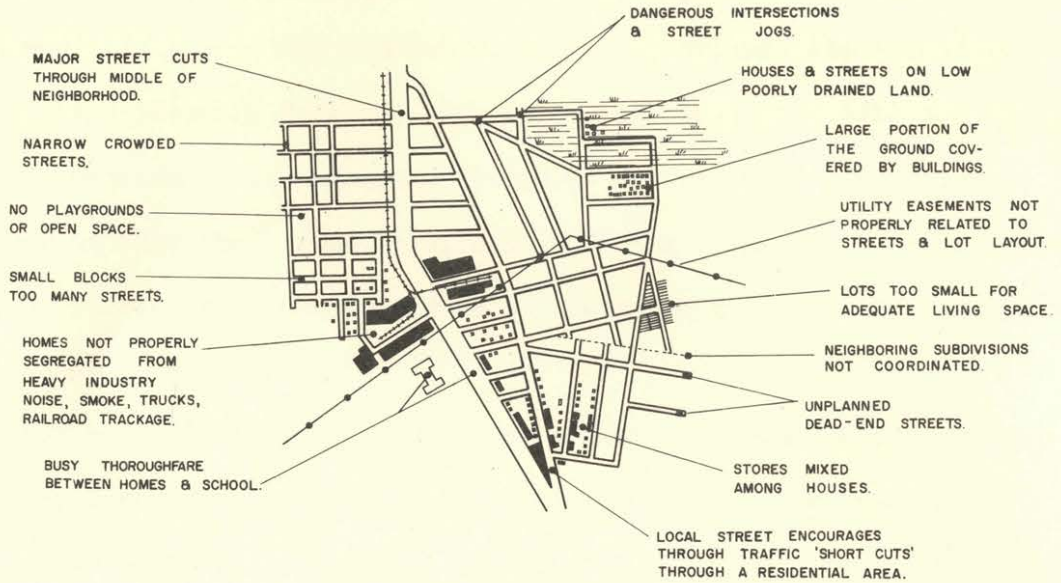 MAJOR STREET CUTS
THROUGH MIDDLE OF
NEIGHBORHOOD.
NARROW CROWDED
STREETS.
NO PLAYGROUNDS
OR OPEN SPACE.
SMALL BLOCKS
TOO MANY STREETS.
HOMES NOT PROPERLY
SEGREGATED FROM
HEAVY INDUSTRY
NOISE, SMOKE, TRUCKS,
RAILROAD TRACKAGE.
BUSY THOROUGHFARE
BETWEEN HOMES & SCHOOL.
DANGEROUS INTERSECTIONS
& STREET JOGS.
HOUSES & STREETS ON LOW
POORLY DRAINED LAND.
LARGE PORTION OF
THE GROUND COV-
ERED BY BUILDINGS.
UTILITY EASEMENTS NOT
PROPERLY RELATED TO
STREETS & LOT LAYOUT.
LOTS TOO SMALL FOR
ADEQUATE LIVING SPACE.
NEIGHBORING SUBDIVISIONS
NOT COORDINATED.
UNPLANNED
DEAD-END STREETS.
STORES MIXED
AMONG HOUSES.
LOCAL STREET ENCOURAGES
THROUGH TRAFFIC 'SHORT CUTS'
THROUGH A RESIDENTIAL AREA.